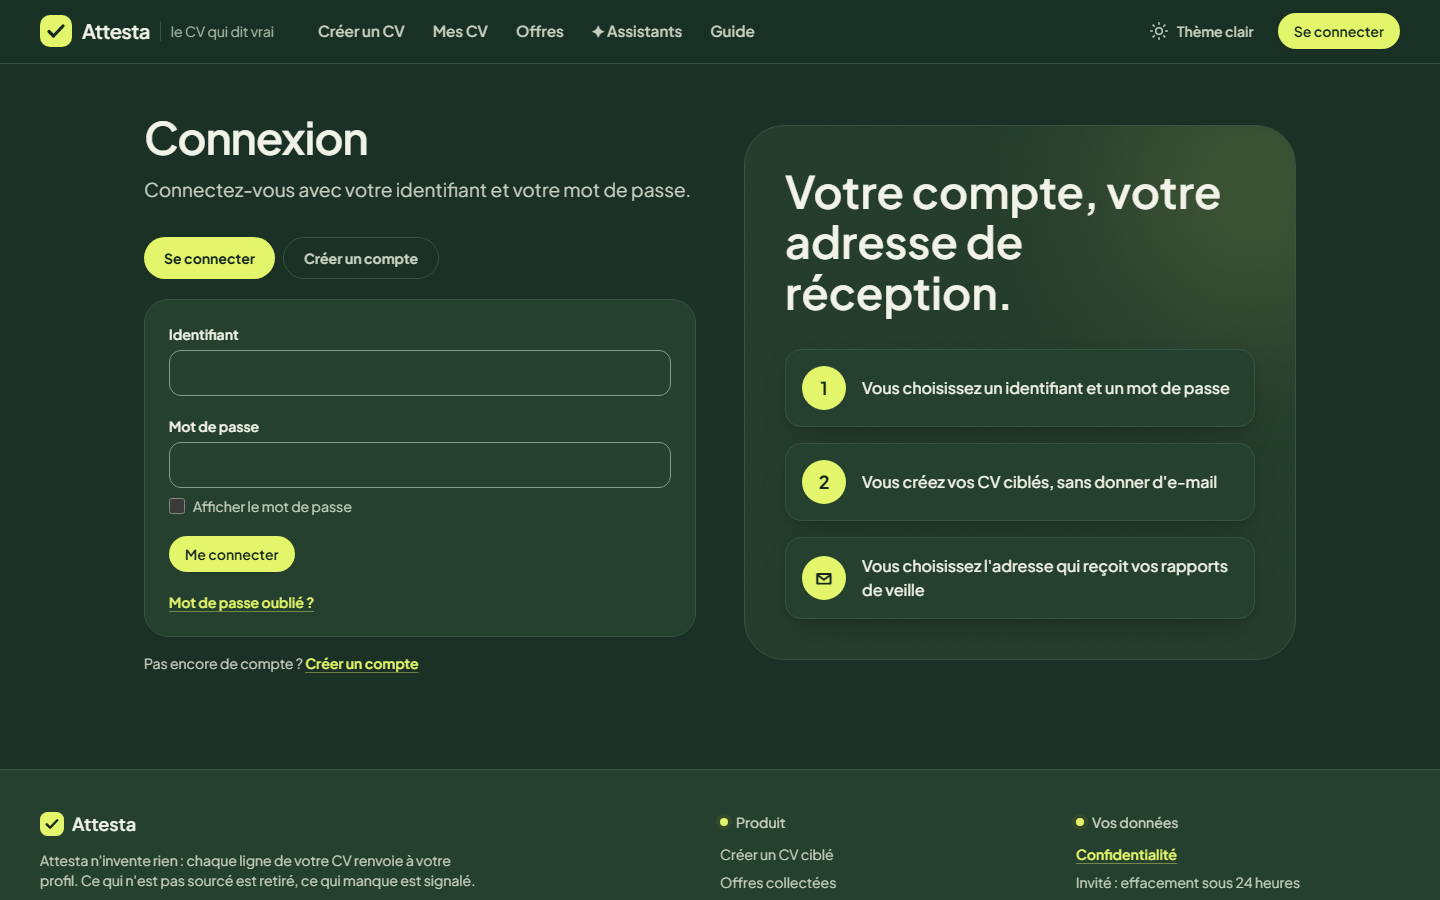 Attesta
le CV qui dit vrai
Créer un CV
Mes CV
Offres
Assistants
Guide
Thème clair
Se connecter
Connexion
Connectez-vous avec votre identifiant et votre mot de passe.
Se connecter
Créer un compte
Identifiant
Mot de passe
Afficher le mot de passe
Me connecter
Mot de passe oublié ?
Pas encore de compte ? Créer un compte
Votre compte, votre
adresse de
réception.
1
Vous choisissez un identifiant et un mot de passe
2
Vous créez vos CV ciblés, sans donner d'e-mail
Vous choisissez l'adresse qui reçoit vos rapports
de veille
Attesta
Attesta n'invente rien : chaque ligne de votre CV renvoie à votre
profil. Ce qui n'est pas sourcé est retiré, ce qui manque est signalé.
Produit
Créer un CV ciblé
Offres collectées
Vos données
Confidentialité
Invité : effacement sous 24 heures